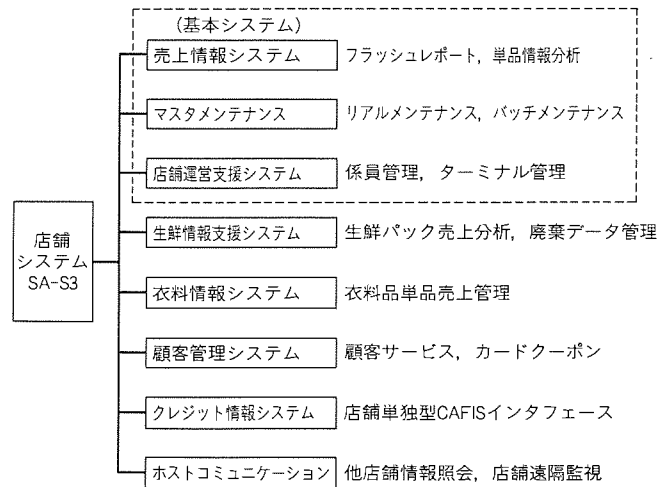 (基本システム)
売上情報システム フラッシュレポート, 単品情報分析
マスタメンテナンス リアルメンテナンス, バッチメンテナンス
店舗運営支援システム 係員管理, ターミナル管理
店舗
システム
SA-S3
生鮮情報支援システム 生鮮パック売上分析, 廃棄データ管理
衣料情報システム 衣料品単品売上管理
顧客管理システム 顧客サービス, カードクーポン
クレジット情報システム 店舗単独型CAFISインタフェース
ホストコミュニケーション 他店舗情報照会, 店舗遠隔監視